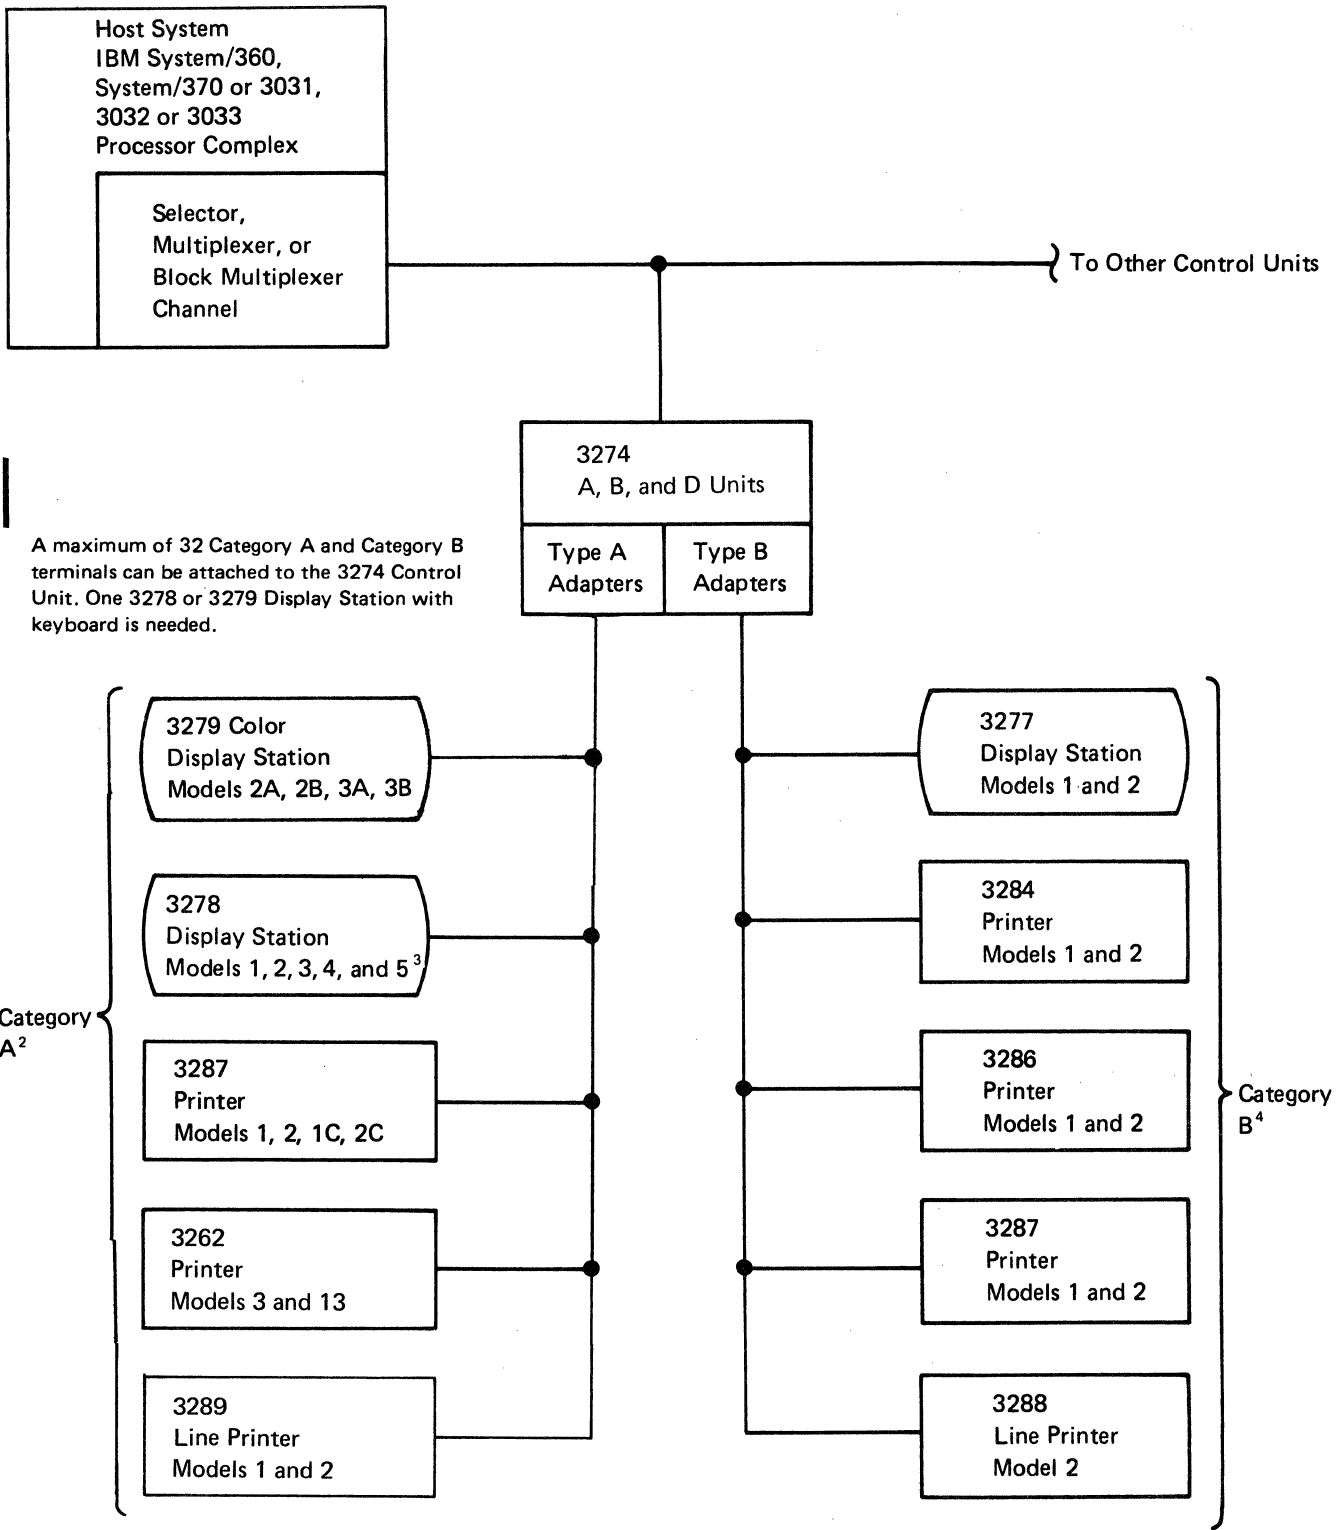 Host System
IBM System/360,
System/370 or 3031,
3032 or 3033
Processor Complex
Selector,
Multiplexer, or
Block Multiplexer
Channel
To Other Control Units
3274
A, B, and D Units
Type A
Adapters
Type B
Adapters
A maximum of 32 Category A and Category B
terminals can be attached to the 3274 Control
Unit. One 3278 or 3279 Display Station with
keyboard is needed.
Category
A²
3279 Color
Display Station
Models 2A, 2B, 3A, 3B
3278
Display Station
Models 1, 2, 3, 4, and 5³
3287
Printer
Models 1, 2, 1C, 2C
3262
Printer
Models 3 and 13
3289
Line Printer
Models 1 and 2
3277
Display Station
Models 1 and 2
3284
Printer
Models 1 and 2
3286
Printer
Models 1 and 2
3287
Printer
Models 1 and 2
3288
Line Printer
Model 2
Category
B⁴